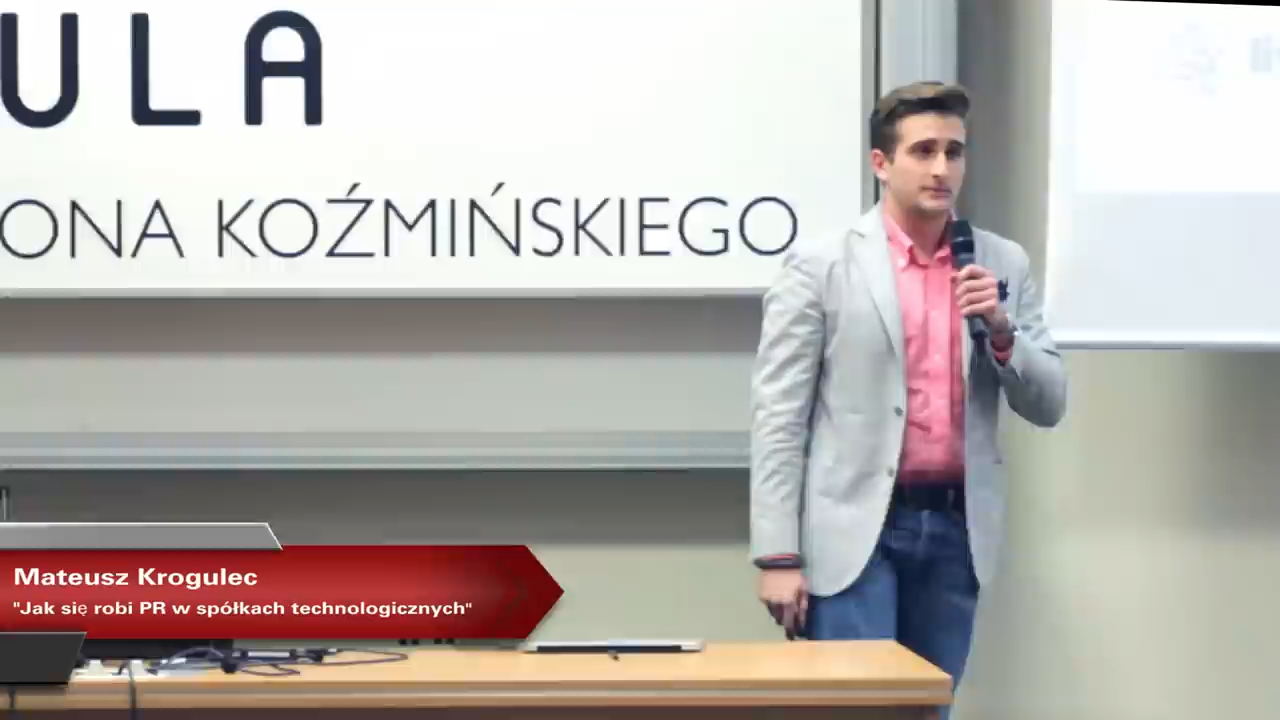 ULA
ONA KOŹMIŃSKIEGO
Mateusz Krogulec
"Jak się robi PR w spółkach technologicznych"